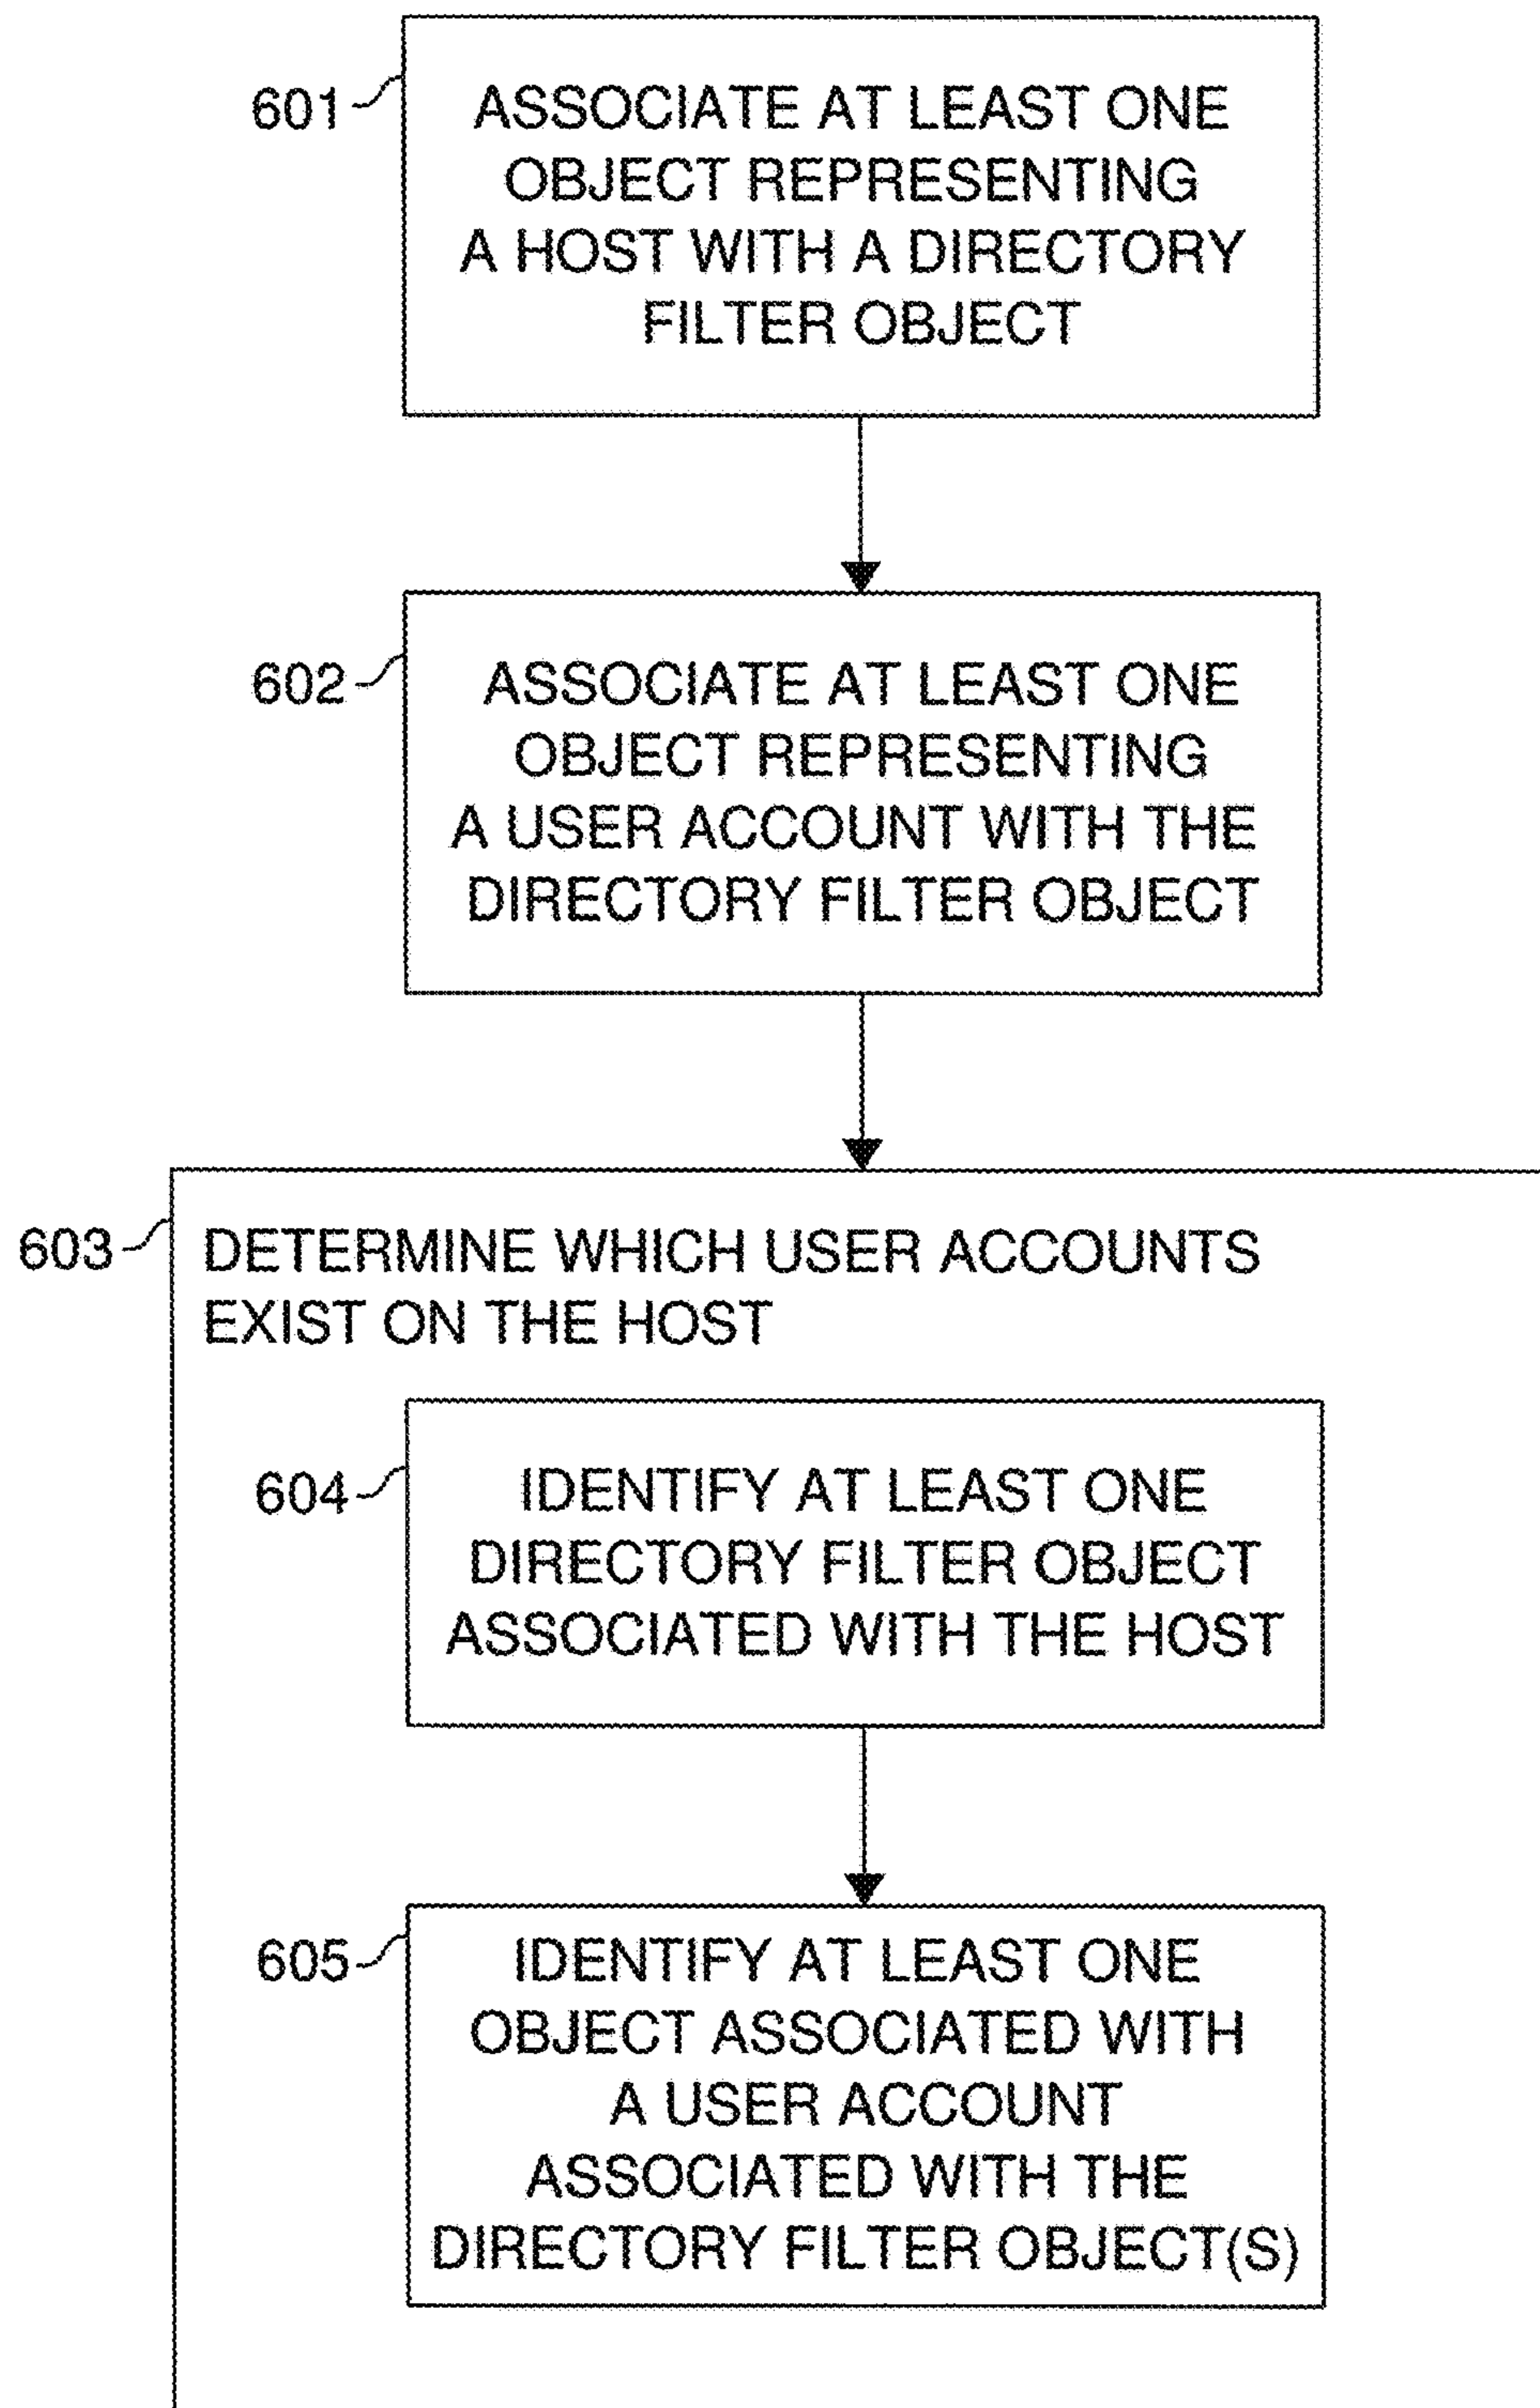 601
ASSOCIATE AT LEAST ONE
OBJECT REPRESENTING
A HOST WITH A DIRECTORY
FILTER OBJECT
602
ASSOCIATE AT LEAST ONE
OBJECT REPRESENTING
A USER ACCOUNT WITH THE
DIRECTORY FILTER OBJECT
603
DETERMINE WHICH USER ACCOUNTS
EXIST ON THE HOST
604
IDENTIFY AT LEAST ONE
DIRECTORY FILTER OBJECT
ASSOCIATED WITH THE HOST
605
IDENTIFY AT LEAST ONE
OBJECT ASSOCIATED WITH
A USER ACCOUNT
ASSOCIATED WITH THE
DIRECTORY FILTER OBJECT(S)